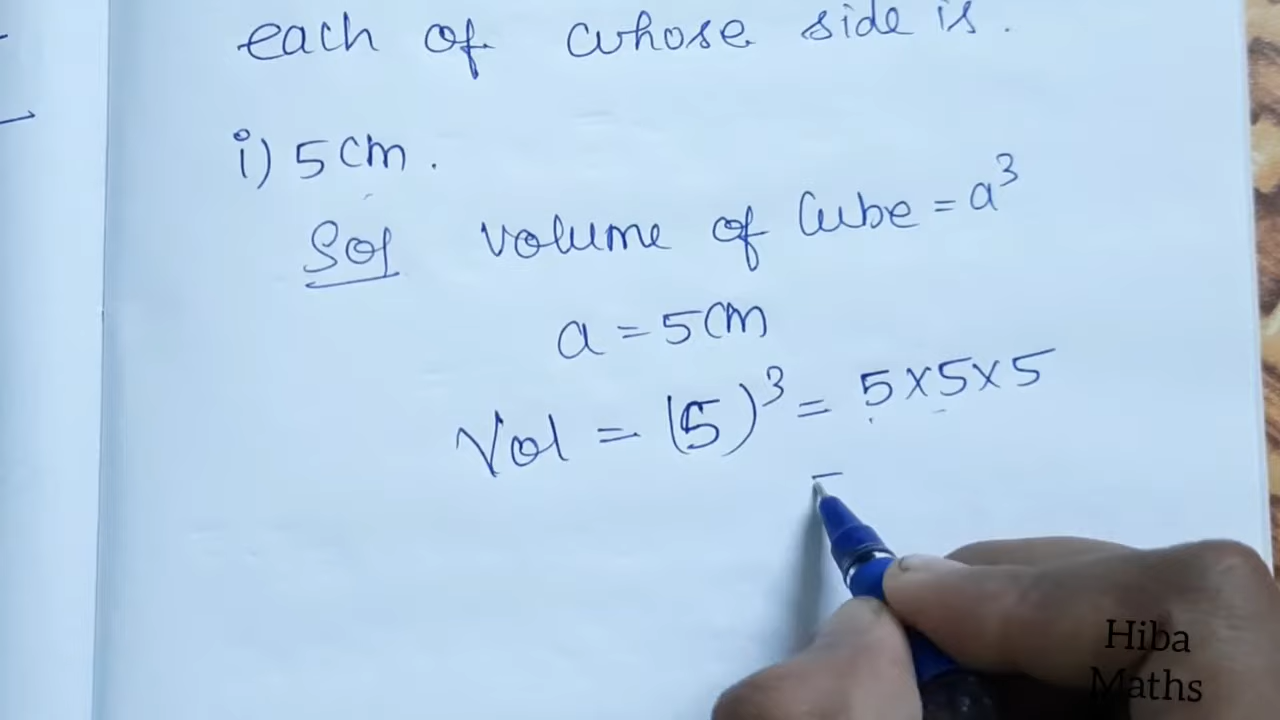 each of whose side is.
i) 5 cm.
Sol Volume of Cube = a³
a = 5 cm
Vol = (5)³ = 5×5×5
Hiba
Maths